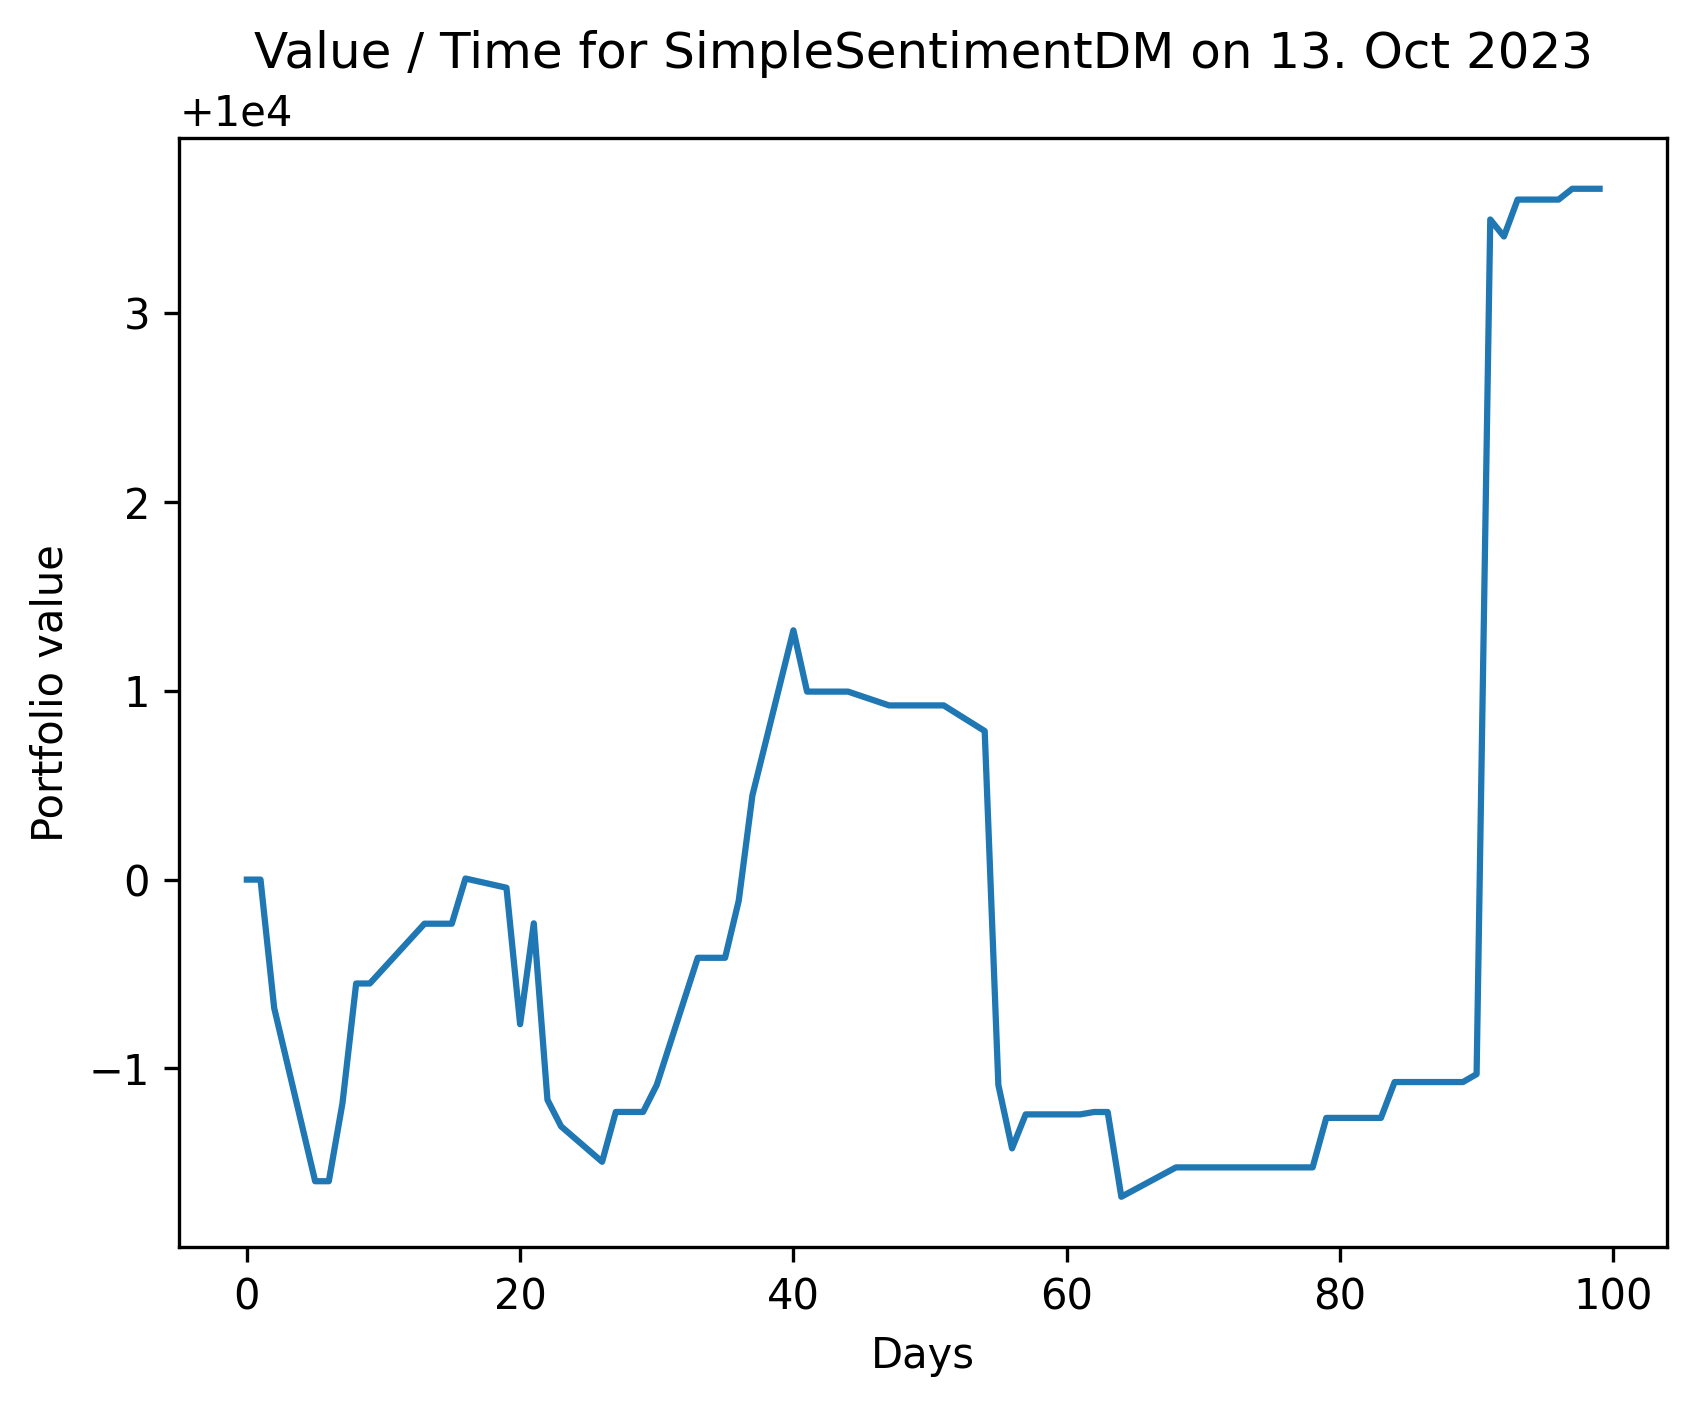 Value / Time for SimpleSentimentDM on 13. Oct 2023
+1e4
3
2
1
0
−1
Portfolio value
0 20 40 60 80 100
Days